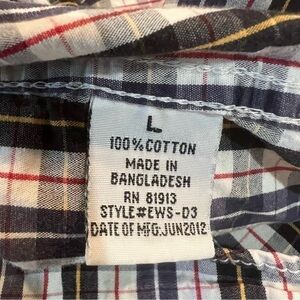 L
100% COTTON
MADE IN
BANGLADESH
RN 81913
STYLE#EWS-D3
DATE OF MFG.JUN2012